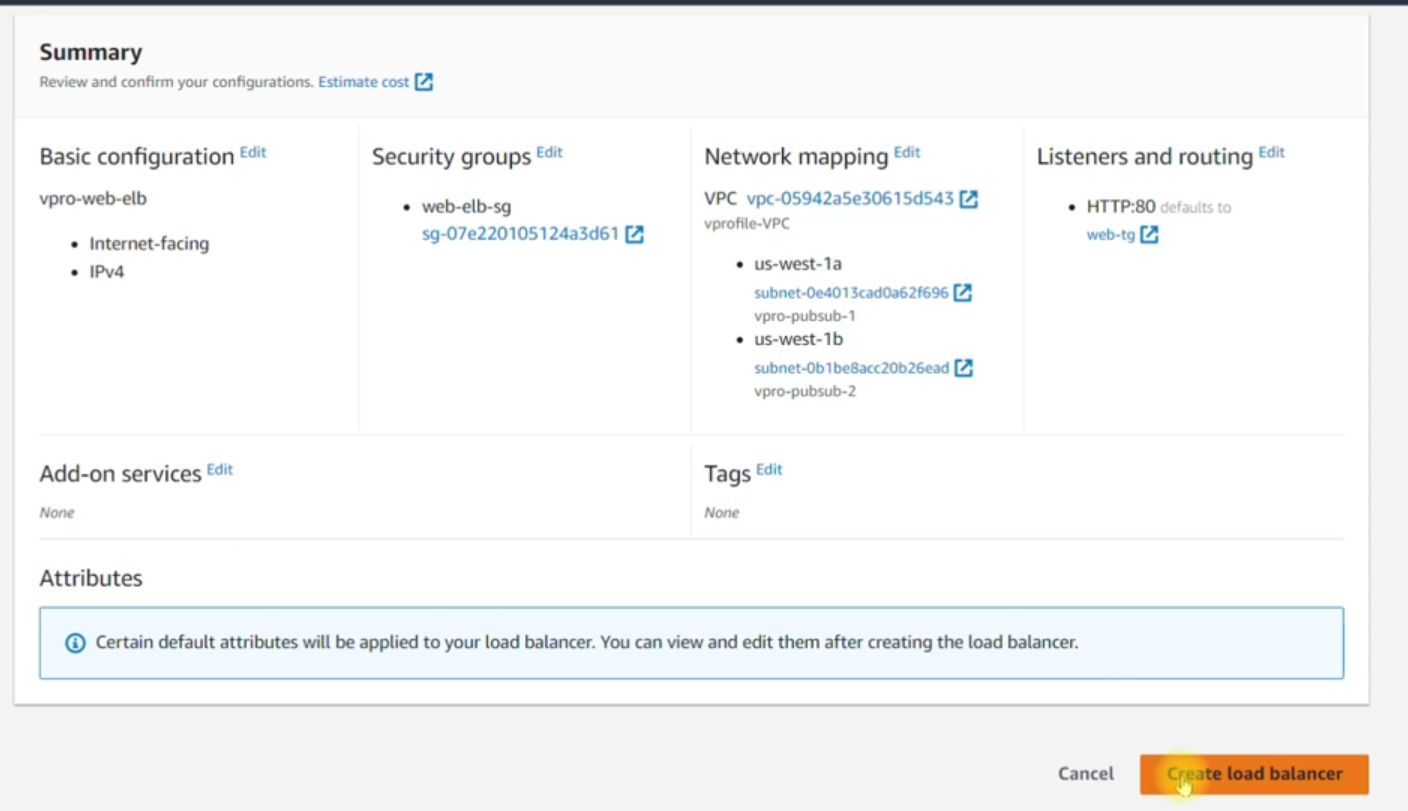 Summary
Review and confirm your configurations. Estimate cost
Basic configuration Edit
vpro-web-elb
• Internet-facing
• IPv4
Security groups Edit
• web-elb-sg
sg-07e220105124a3d61
Network mapping Edit
VPC vpc-05942a5e30615d543
vprofile-VPC
• us-west-1a
subnet-0e4013cad0a62f696
vpro-pubsub-1
• us-west-1b
subnet-0b1be8acc20b26ead
vpro-pubsub-2
Listeners and routing Edit
• HTTP:80 defaults to
web-tg
Add-on services Edit
None
Tags Edit
None
Attributes
Certain default attributes will be applied to your load balancer. You can view and edit them after creating the load balancer.
Cancel
Create load balancer